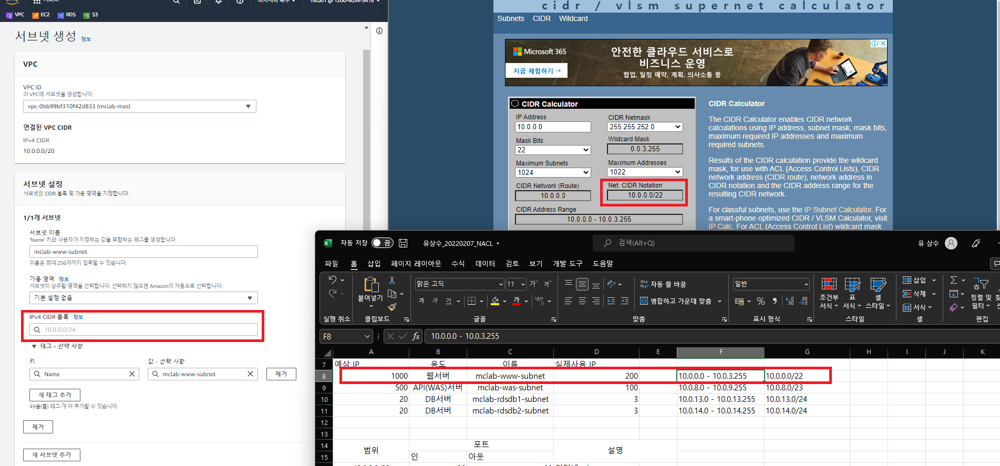 서비스
mc001 @ 1200-4034-5418
VPC
EC2
RDS
S3
서브넷 생성 정보
VPC
VPC ID
이 VPC에 서브넷을 생성합니다.
vpc-0bb99bf310f42d833 (mclab-mas)
연결된 VPC CIDR
IPv4 CIDR
10.0.0.0/20
서브넷 설정
서브넷의 CIDR 블록 및 가용 영역을 지정합니다.
1/1개 서브넷
서브넷 이름
'Name' 키와 사용자가 지정하는 값을 포함하는 태그를 생성합니다.
mclab-www-subnet
이름은 최대 256자까지 입력할 수 있습니다.
가용 영역 정보
서브넷이 상주할 영역을 선택합니다. 선택하지 않으면 Amazon이 자동으로 선택합니다.
기본 설정 없음
IPv4 CIDR 블록 정보
10.0.0.0/24
태그 - 선택 사항
키
값 - 선택 사항
Name
mclab-www-subnet
제거
새 태그 추가
49을(를) 태그.개 더 추가할 수 있습니다.
제거
새 서브넷 추가
cidr / vlsm supernet calculator
Subnets CIDR Wildcard
Microsoft 365
지금 체험하기 →
안전한 클라우드 서비스로
비즈니스 운영
협업, 일정 예약, 계획, 의사소통 등
CIDR Calculator
IP Address
10.0.0.0
CIDR Netmask
255.255.252.0
Mask Bits
22
Wildcard Mask
0.0.3.255
Maximum Subnets
1024
Maximum Addresses
1022
CIDR Network (Route)
10.0.0.0
Net: CIDR Notation
10.0.0.0/22
CIDR Address Range
10.0.0.0 - 10.0.3.255
CIDR Calculator
The CIDR Calculator enables CIDR network
calculations using IP address, subnet mask, mask bits,
maximum required IP addresses and maximum
required subnets.
Results of the CIDR calculation provide the wildcard
mask, for use with ACL (Access Control Lists), CIDR
network address (CIDR route), network address in
CIDR notation and the CIDR address range for the
resulting CIDR network.
For classful subnets, use the IP Subnet Calculator. For
a smart-phone optimized CIDR / VLSM Calculator, visit
IP Calc. For ACL (Access Control List) wildcard mask
자동 저장 끔 유상수_20220207_NACL
검색(Alt+Q)
유 상수
파일 홈 삽입 페이지 레이아웃 수식 데이터 검토 보기 개발 도구 도움말
붙여넣기
맑은 고딕 11 가 가
가 가 가 가 내천
가나 자동 줄 바꿈
병합하고 가운데 맞춤
일반
조건부 서식
표 서식
셀 스타일
삽입
삭제
서식
정렬 및 필터
실행 취소 클립보드 글꼴 맞춤 표시 형식 스타일 셀 편집
F8 fx 10.0.0.0 - 10.0.3.255
A B C D E F G H I J K
7 예상 IP 용도 이름 실제사용 IP
8 1000 웹서버 mclab-www-subnet 200 10.0.0.0 - 10.0.3.255 10.0.0.0/22
9 500 API(WAS)서버 mclab-was-subnet 100 10.0.8.0 - 10.0.9.255 10.0.8.0/23
10 20 DB서버 mclab-rdsdb1-subnet 3 10.0.13.0 - 10.0.13.255 10.0.13.0/24
11 20 DB서버 mclab-rdsdb2-subnet 3 10.0.14.0 - 10.0.14.255 10.0.14.0/24
12
13
14 범위 포트 설명
15 인 아웃